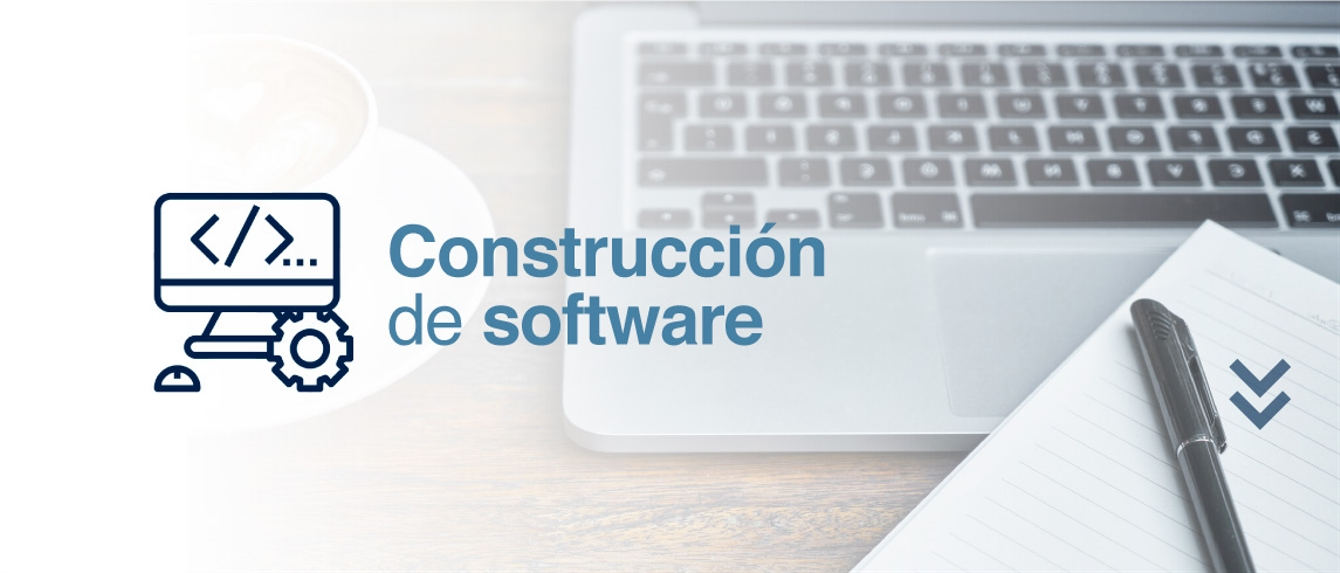 </...
Construcción
de software